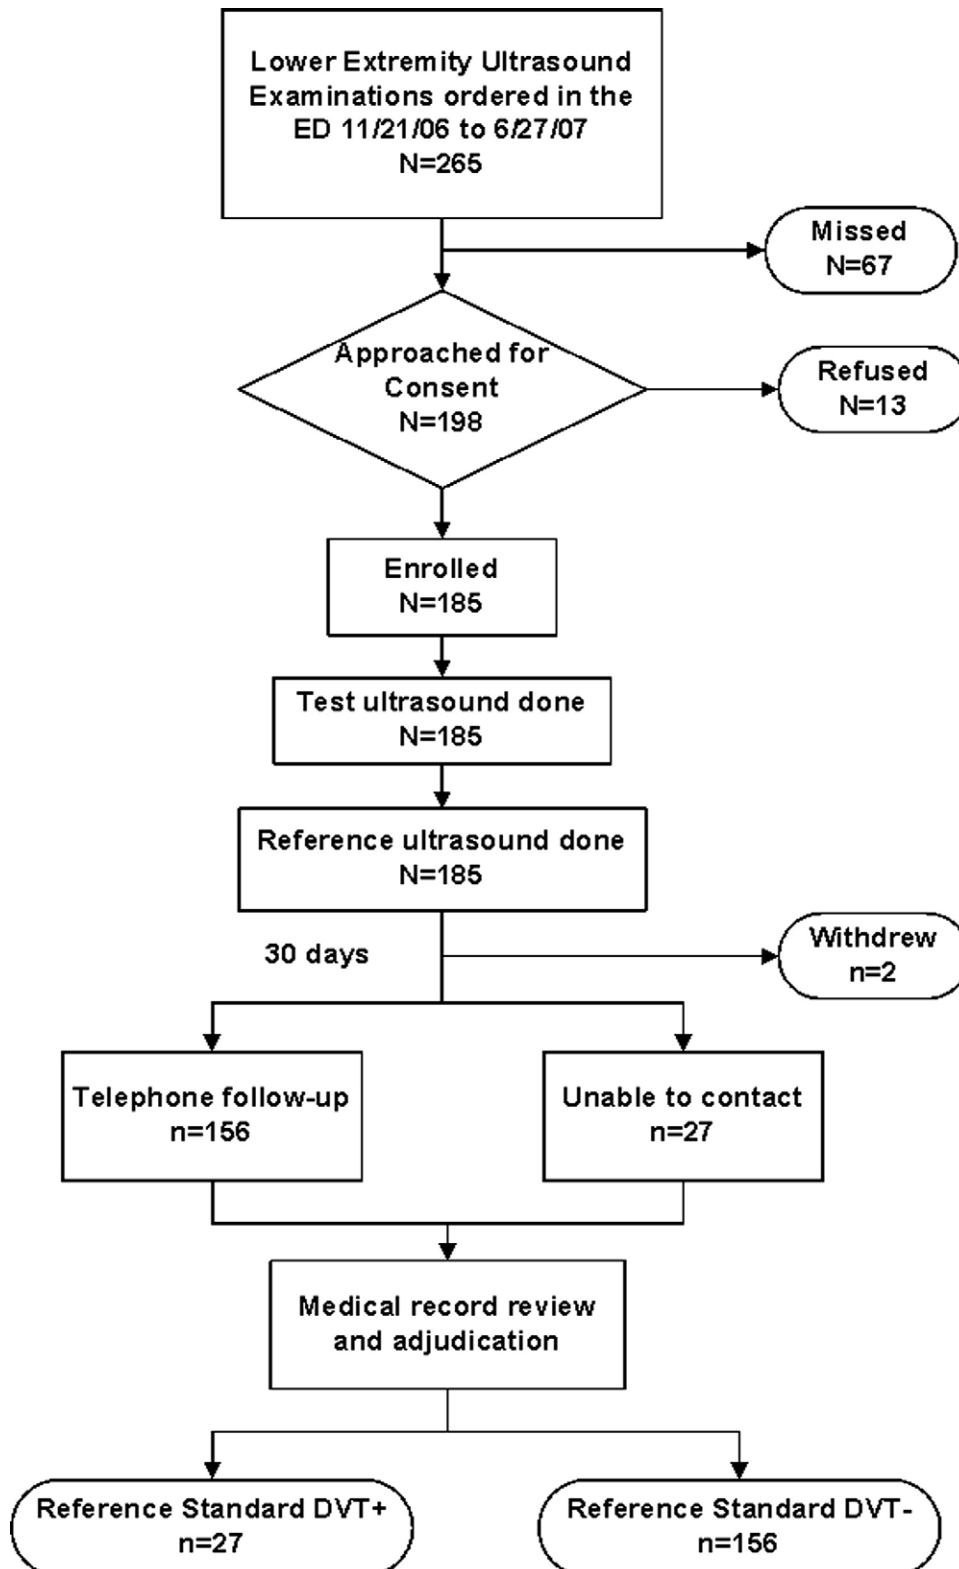 Lower Extremity Ultrasound
Examinations ordered in the
ED 11/21/06 to 6/27/07
N=265
Missed
N=67
Approached for
Consent
N=198
Refused
N=13
Enrolled
N=185
Test ultrasound done
N=185
Reference ultrasound done
N=185
30 days
Withdrew
n=2
Telephone follow-up
n=156
Unable to contact
n=27
Medical record review
and adjudication
Reference Standard DVT+
n=27
Reference Standard DVT-
n=156